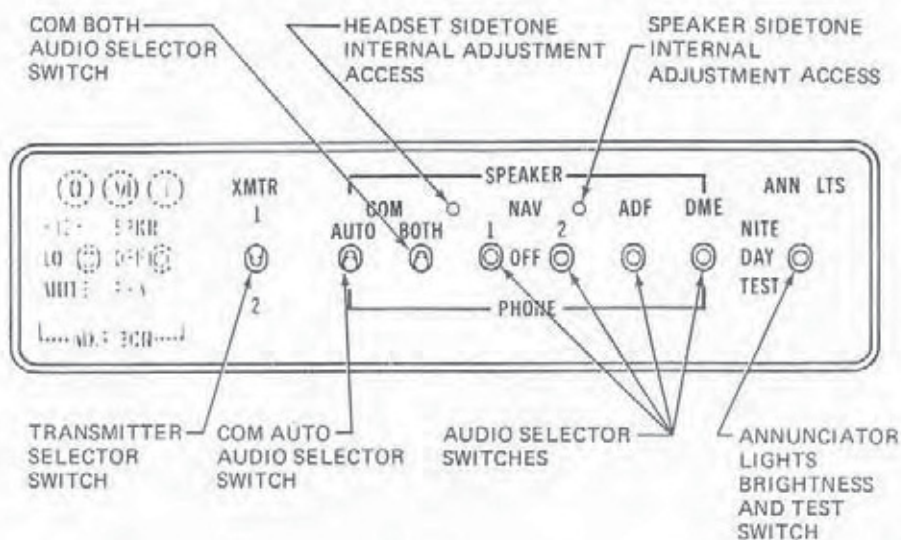 COM BOTH
AUDIO SELECTOR
SWITCH
HEADSET SIDETONE
INTERNAL ADJUSTMENT
ACCESS
SPEAKER SIDETONE
INTERNAL
ADJUSTMENT ACCESS
SPEAKER
XMTR
ANN LTS
1
COM
NAV
ADF
DME
AUTO
BOTH
1
2
NITE
LO
OFF
DAY
TEST
2
PHONE
TRANSMITTER
SELECTOR
SWITCH
COM AUTO
AUDIO SELECTOR
SWITCH
AUDIO SELECTOR
SWITCHES
ANNUNCIATOR
LIGHTS
BRIGHTNESS
AND TEST
SWITCH